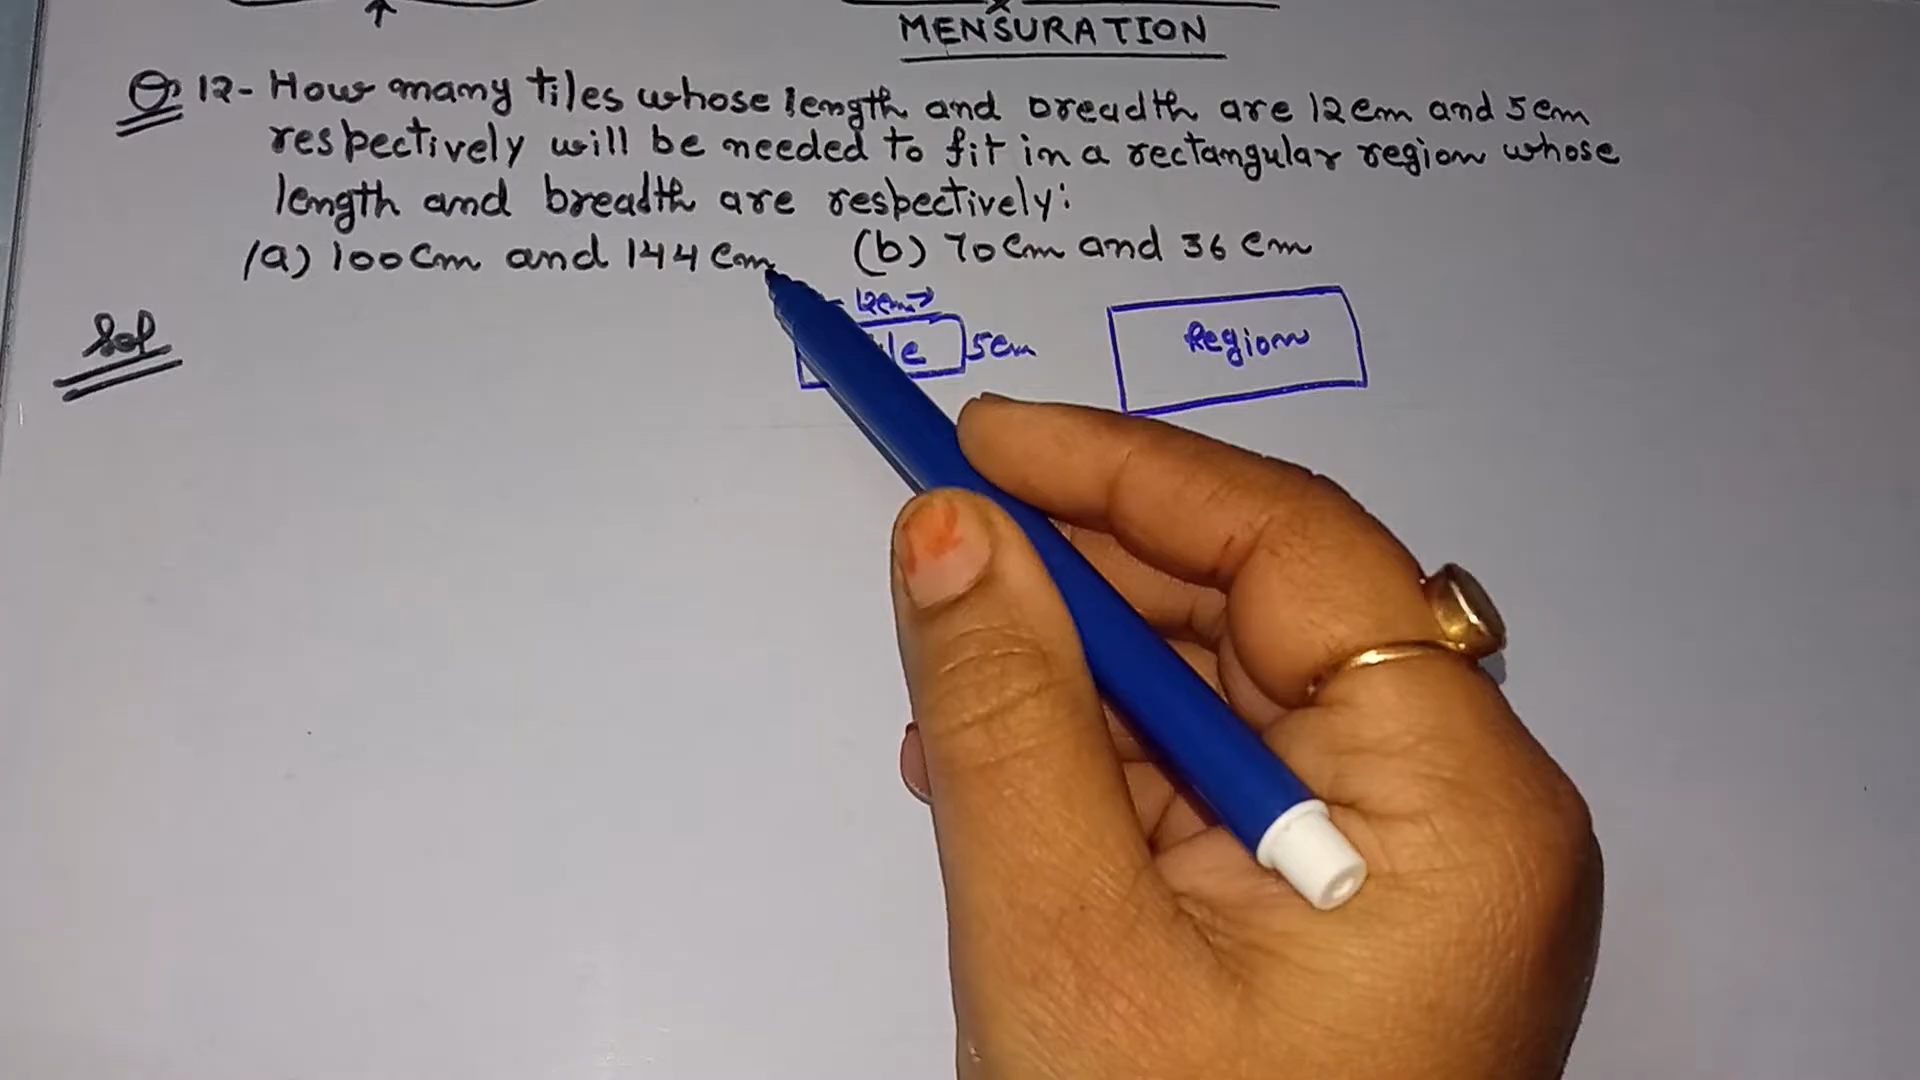 MENSURATION
Q 12- How many tiles whose length and breadth are 12cm and 5cm
respectively will be needed to fit in a rectangular region whose
length and breadth are respectively:
(a) 100cm and 144cm (b) 70cm and 36cm
12cm→
5cm
Region
Sol